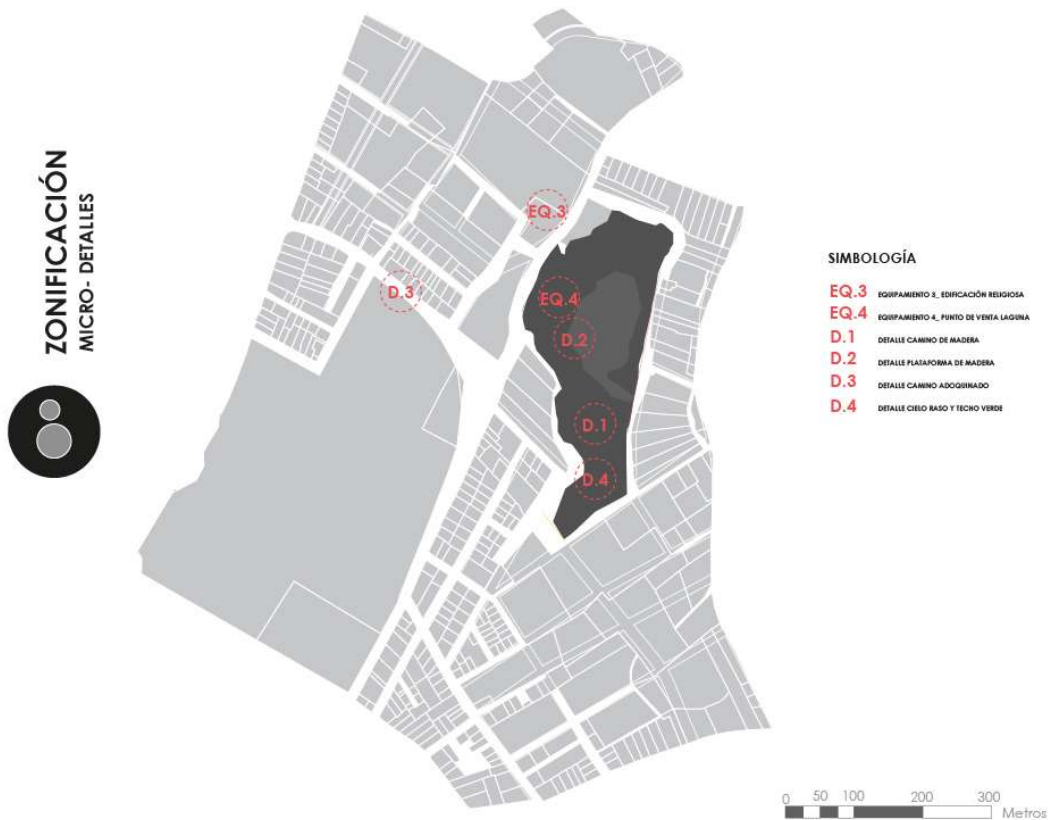 ZONIFICACIÓN
MICRO- DETALLES
EQ.3
D.3
EQ.4
D.2
D.1
D.4
SIMBOLOGÍA
EQ.3 EQUIPAMIENTO 3_ EDIFICACIÓN RELIGIOSA
EQ.4 EQUIPAMIENTO 4_ PUNTO DE VENTA LAGUNA
D.1 DETALLE CAMINO DE MADERA
D.2 DETALLE PLATAFORMA DE MADERA
D.3 DETALLE CAMINO ADOQUINADO
D.4 DETALLE CIELO RASO Y TECHO VERDE
0 50 100 200 300
Metros